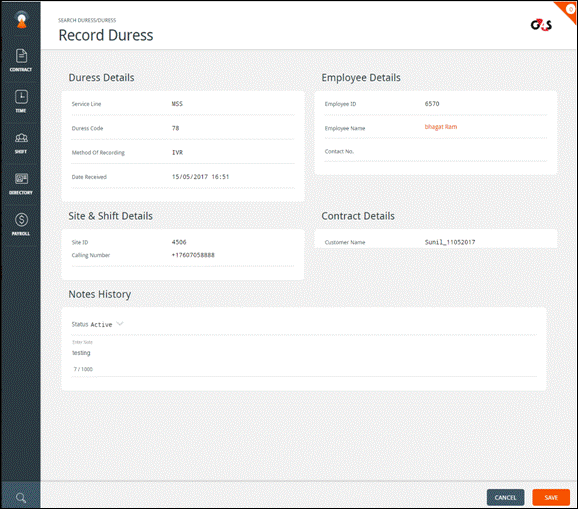 SEARCH DURESS/DURESS
Record Duress
G4S
0
CONTRACT
TIME
SHIFT
DIRECTORY
PAYROLL
Duress Details
Service Line MSS
Duress Code 78
Method Of Recording IVR
Date Received 15/05/2017 16:51
Employee Details
Employee ID 6570
Employee Name bhagat Ram
Contact No.
Site & Shift Details
Site ID 4506
Calling Number +17607058888
Contract Details
Customer Name Sunil_11052017
Notes History
Status Active
Enter Note
testing
7 / 1000
CANCEL
SAVE